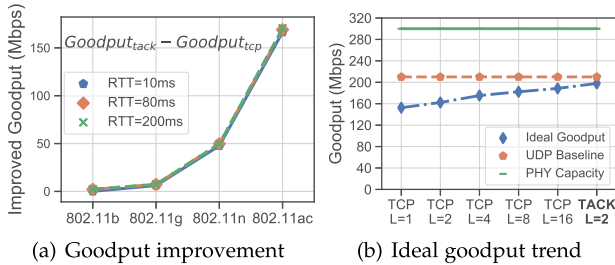 Improved Goodput (Mbps)
150
100
50
0
Goodput_tack − Goodput_tcp
RTT=10ms
RTT=80ms
RTT=200ms
802.11b 802.11g 802.11n 802.11ac
(a) Goodput improvement
Goodput (Mbps)
320
280
240
200
160
120
80
40
0
Ideal Goodput
UDP Baseline
PHY Capacity
TCP TCP TCP TCP TCP TACK
L=1 L=2 L=4 L=8 L=16 L=2
(b) Ideal goodput trend